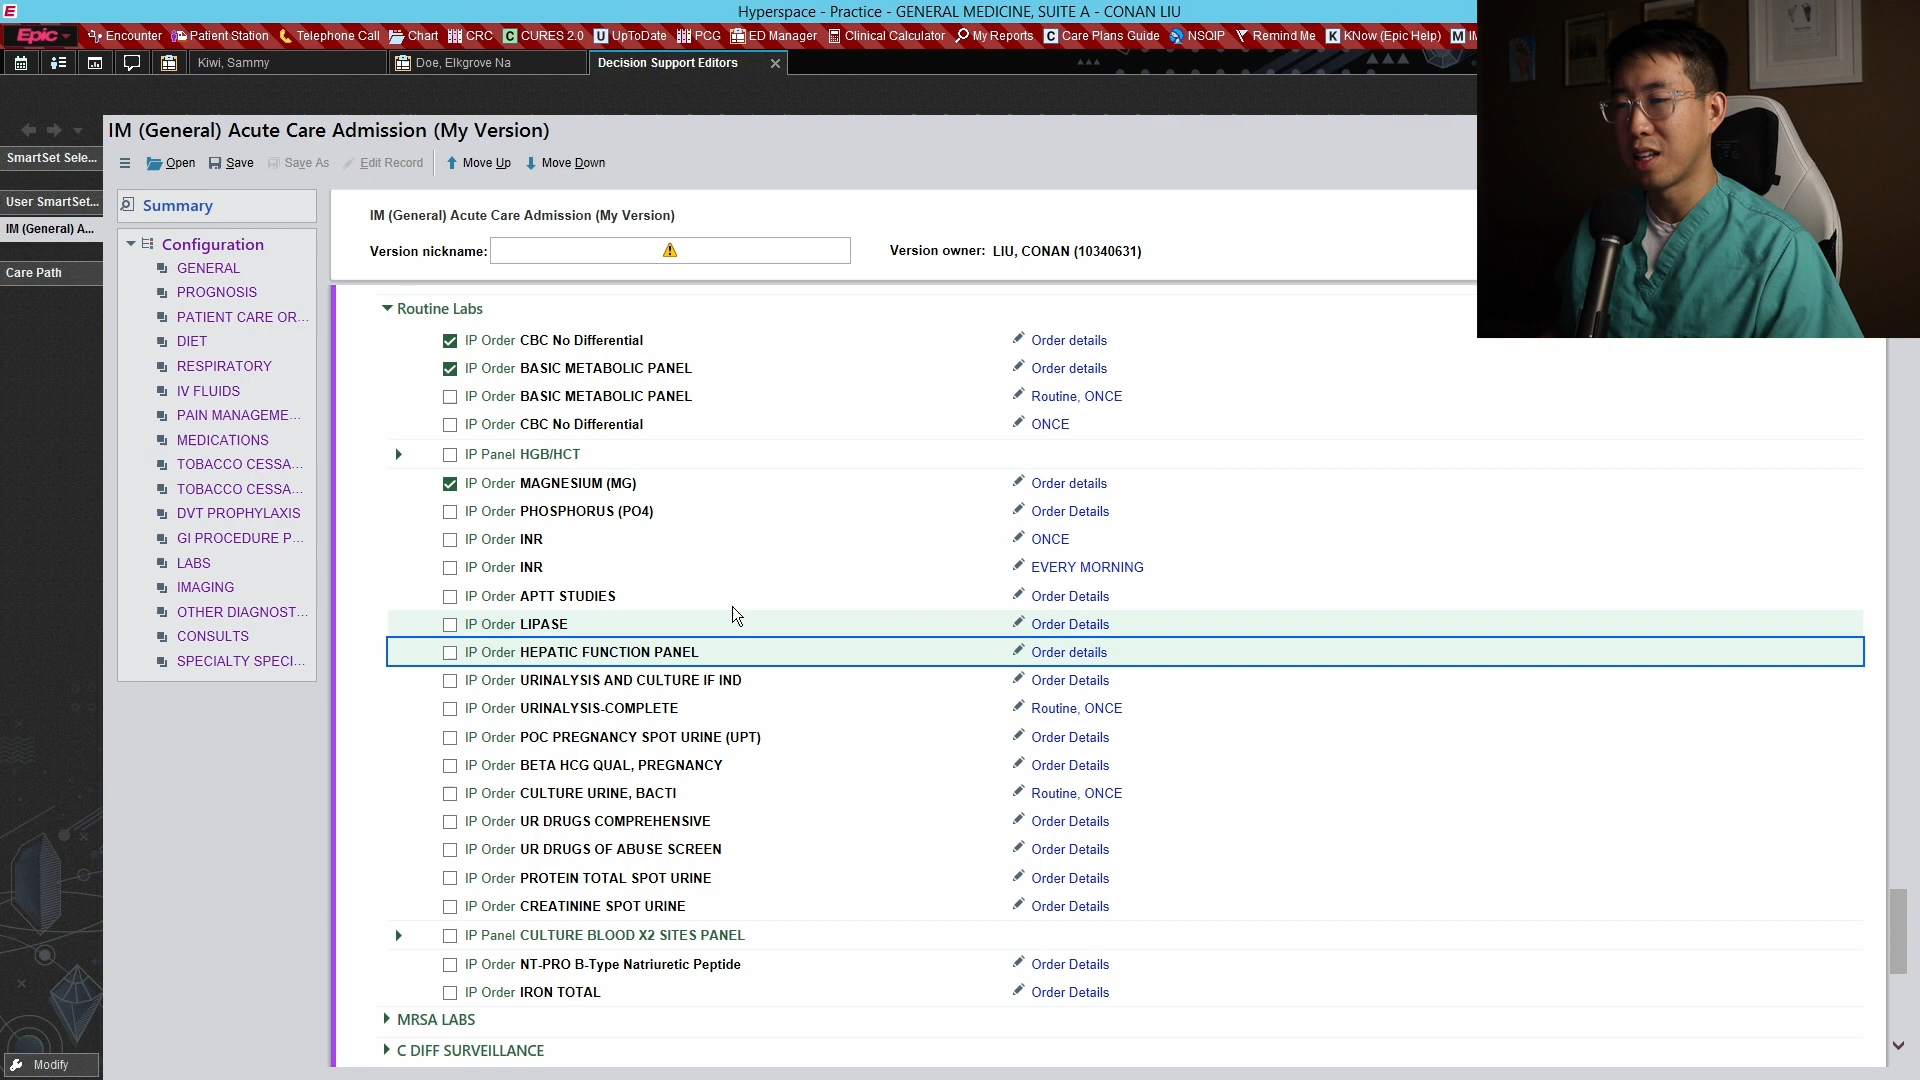 Hyperspace - Practice - GENERAL MEDICINE, SUITE A - CONAN LIU
Epic Encounter Patient Station Telephone Call Chart CRC CURES 2.0 UpToDate PCG ED Manager Clinical Calculator My Reports Care Plans Guide NSQIP Remind Me KNow (Epic Help)
Kiwi, Sammy Doe, Elkgrove Na Decision Support Editors
IM (General) Acute Care Admission (My Version)
Open Save Save As Edit Record Move Up Move Down
SmartSet Sele...
User SmartSet...
IM (General) A...
Care Path
Modify
Summary
Configuration
GENERAL
PROGNOSIS
PATIENT CARE OR...
DIET
RESPIRATORY
IV FLUIDS
PAIN MANAGEME...
MEDICATIONS
TOBACCO CESSA...
TOBACCO CESSA...
DVT PROPHYLAXIS
GI PROCEDURE P...
LABS
IMAGING
OTHER DIAGNOST...
CONSULTS
SPECIALTY SPECI...
IM (General) Acute Care Admission (My Version)
Version nickname: Version owner: LIU, CONAN (10340631)
Routine Labs
IP Order CBC No Differential Order details
IP Order BASIC METABOLIC PANEL Order details
IP Order BASIC METABOLIC PANEL Routine, ONCE
IP Order CBC No Differential ONCE
IP Panel HGB/HCT
IP Order MAGNESIUM (MG) Order details
IP Order PHOSPHORUS (PO4) Order Details
IP Order INR ONCE
IP Order INR EVERY MORNING
IP Order APTT STUDIES Order Details
IP Order LIPASE Order Details
IP Order HEPATIC FUNCTION PANEL Order details
IP Order URINALYSIS AND CULTURE IF IND Order Details
IP Order URINALYSIS-COMPLETE Routine, ONCE
IP Order POC PREGNANCY SPOT URINE (UPT) Order Details
IP Order BETA HCG QUAL, PREGNANCY Order Details
IP Order CULTURE URINE, BACTI Routine, ONCE
IP Order UR DRUGS COMPREHENSIVE Order Details
IP Order UR DRUGS OF ABUSE SCREEN Order Details
IP Order PROTEIN TOTAL SPOT URINE Order Details
IP Order CREATININE SPOT URINE Order Details
IP Panel CULTURE BLOOD X2 SITES PANEL
IP Order NT-PRO B-Type Natriuretic Peptide Order Details
IP Order IRON TOTAL Order Details
MRSA LABS
C DIFF SURVEILLANCE